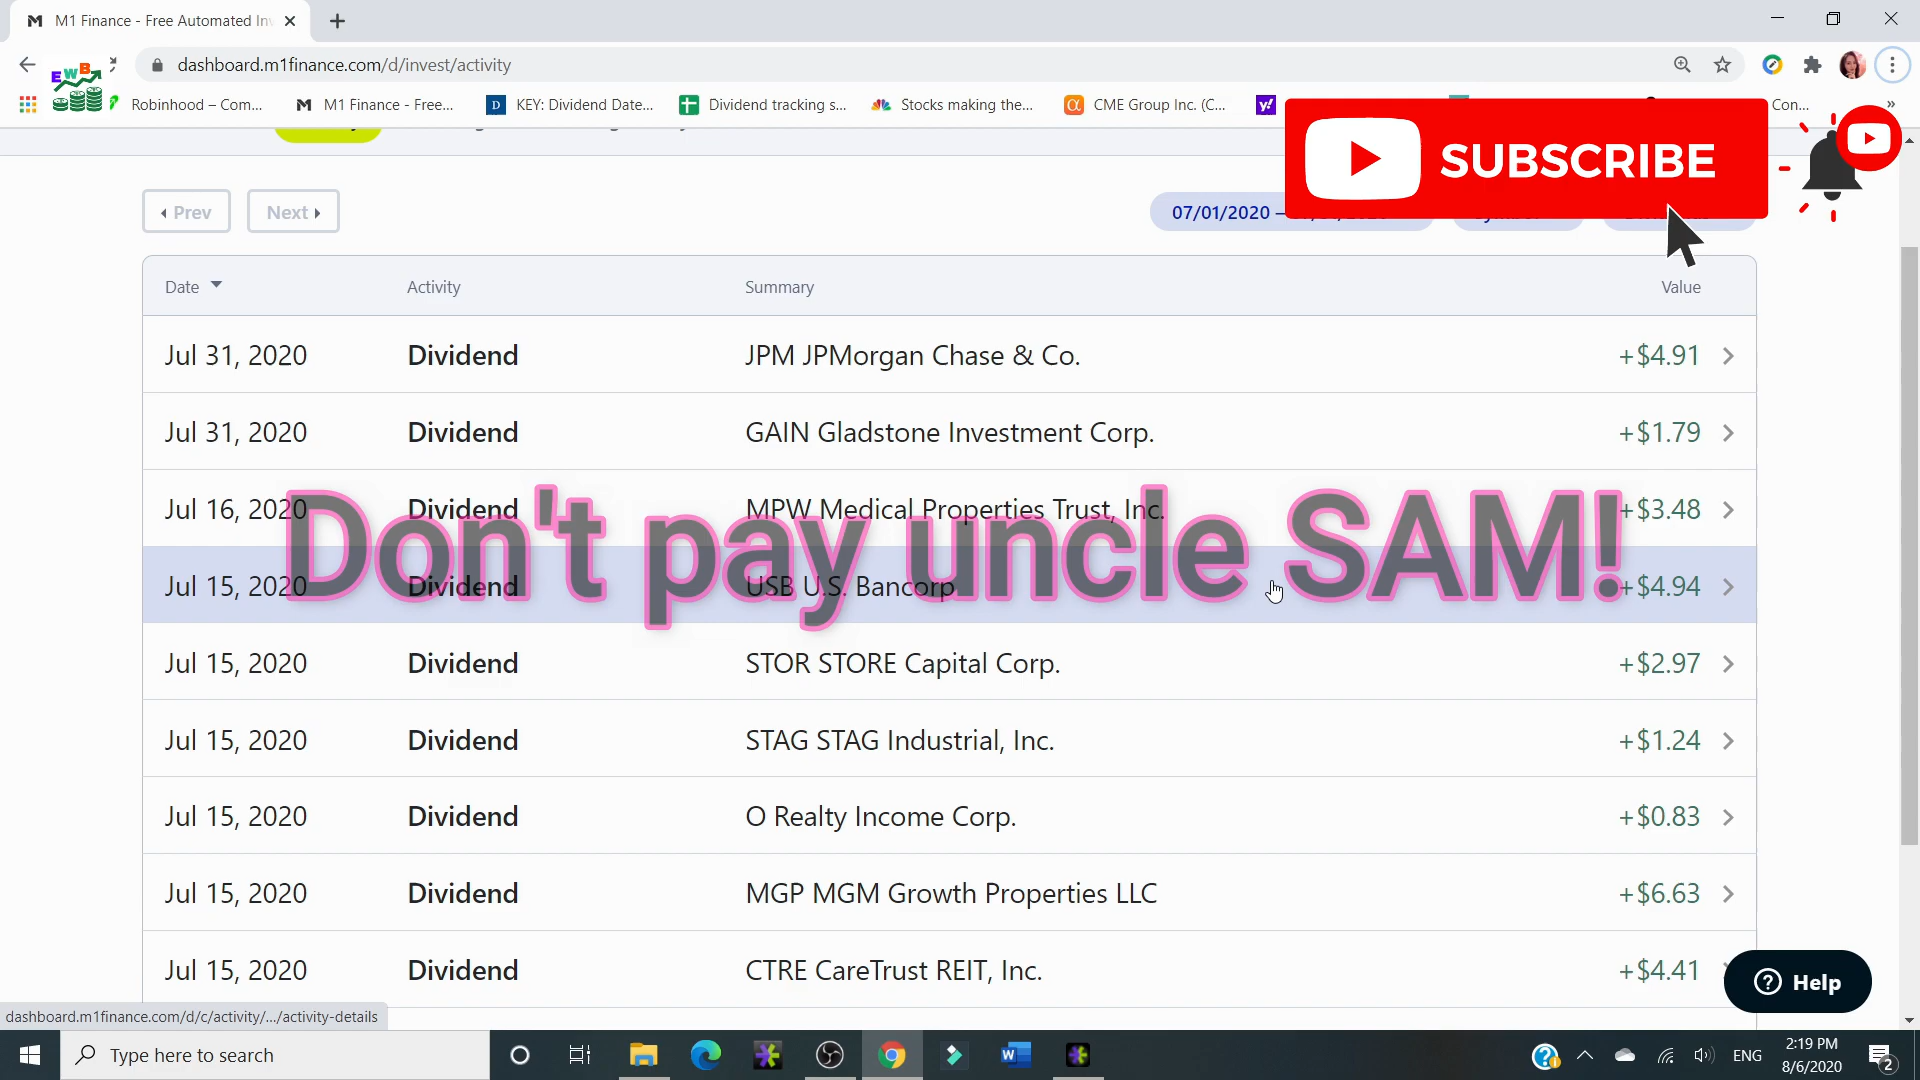 M1 Finance - Free Automated Inv
dashboard.m1finance.com/d/invest/activity
EWB
Robinhood – Com...
M1 Finance - Free...
KEY: Dividend Date...
Dividend tracking s...
Stocks making the...
CME Group Inc. (C...
Con...
SUBSCRIBE
Prev
Next
07/01/2020 –
Date
Activity
Summary
Value
Jul 31, 2020 Dividend JPM JPMorgan Chase & Co. +$4.91
Jul 31, 2020 Dividend GAIN Gladstone Investment Corp. +$1.79
Jul 16, 2020 Dividend MPW Medical Properties Trust, Inc. +$3.48
Don't pay uncle SAM!
Jul 15, 2020 Dividend USB U.S. Bancorp +$4.94
Jul 15, 2020 Dividend STOR STORE Capital Corp. +$2.97
Jul 15, 2020 Dividend STAG STAG Industrial, Inc. +$1.24
Jul 15, 2020 Dividend O Realty Income Corp. +$0.83
Jul 15, 2020 Dividend MGP MGM Growth Properties LLC +$6.63
Jul 15, 2020 Dividend CTRE CareTrust REIT, Inc. +$4.41
Help
dashboard.m1finance.com/d/c/activity/.../activity-details
Type here to search
ENG
2:19 PM
8/6/2020
2